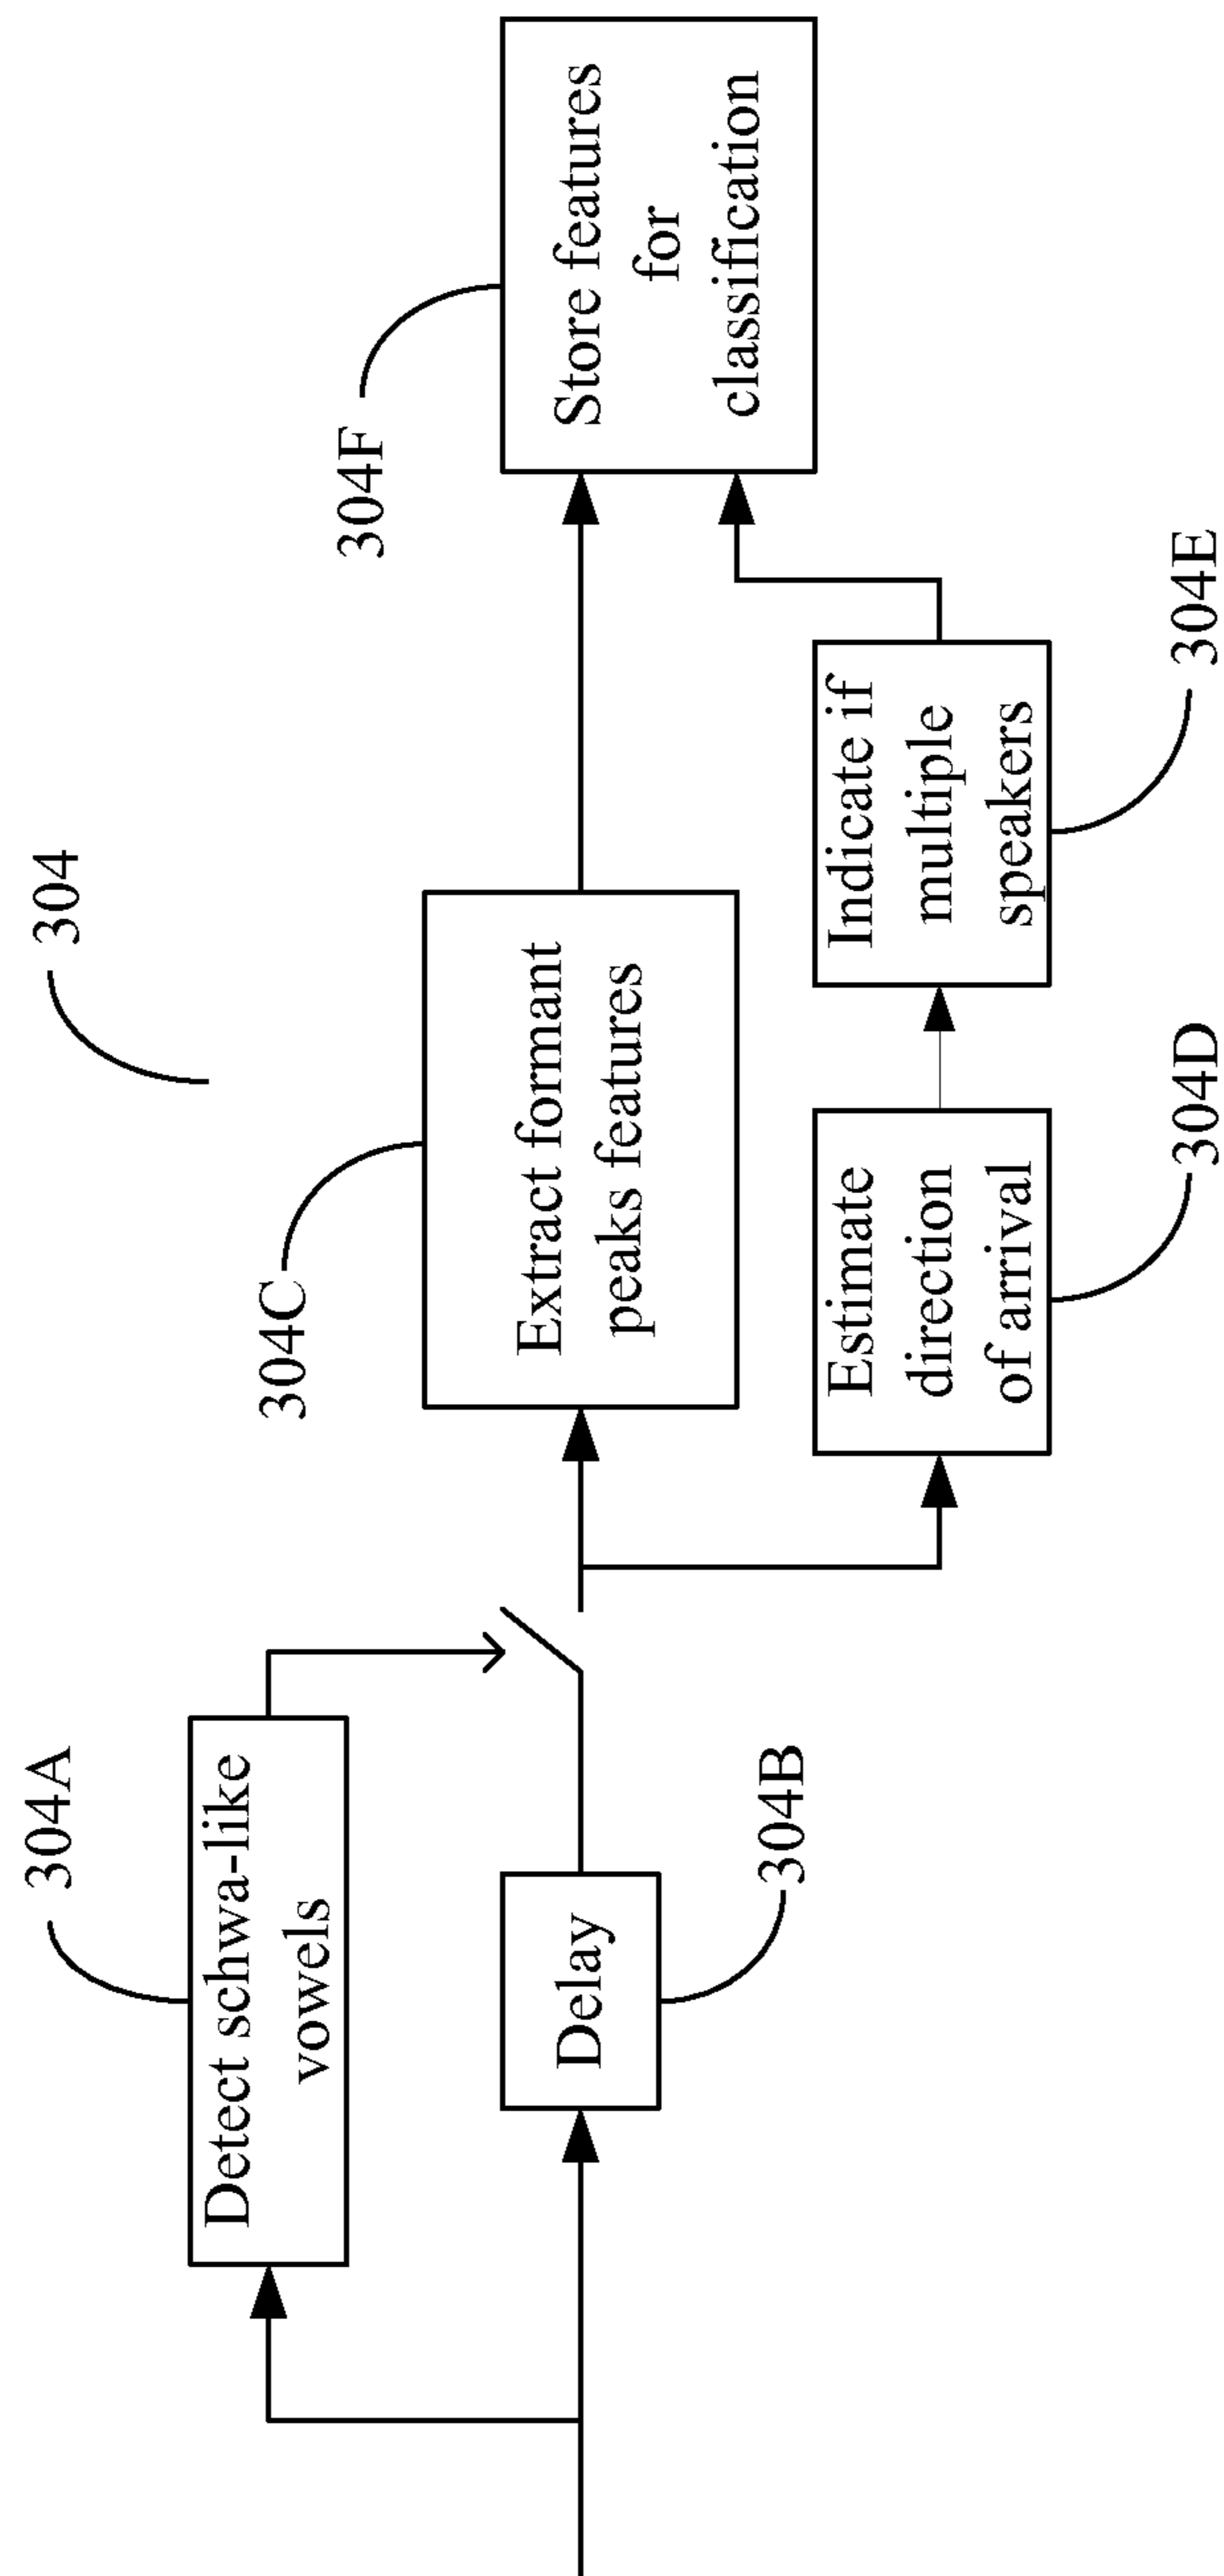 304
304A
Detect schwa-like
vowels
304B
Delay
304C
Extract formant
peaks features
304D
Estimate
direction
of arrival
304E
Indicate if
multiple
speakers
304F
Store features
for
classification